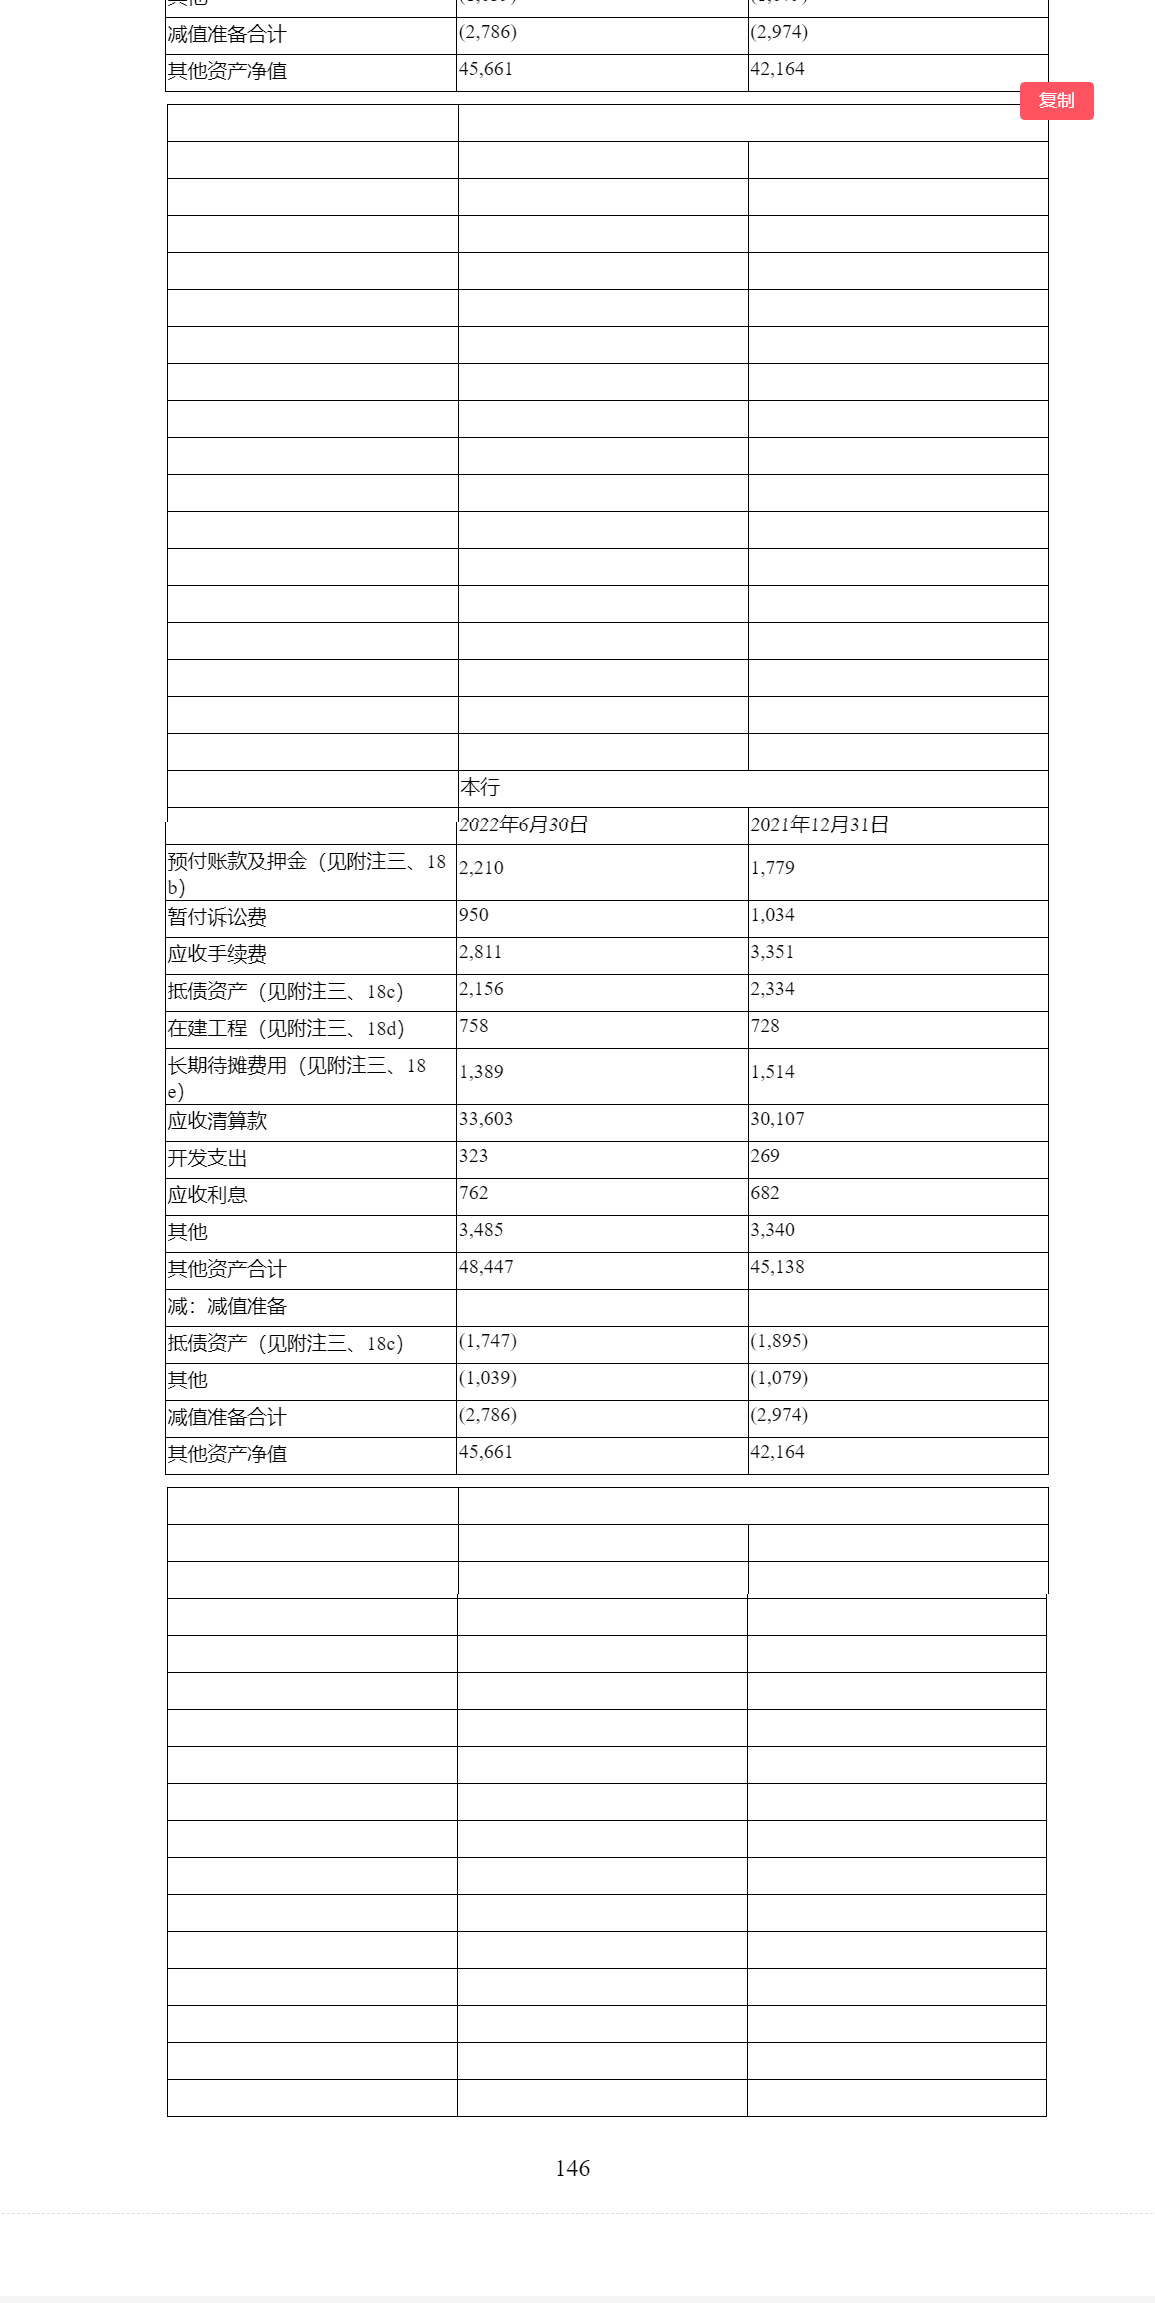 减值准备合计 (2,786) (2,974)
其他资产净值 45,661 42,164
复制
本行
2022年6月30日 2021年12月31日
预付账款及押金（见附注三、18
b） 2,210 1,779
暂付诉讼费 950 1,034
应收手续费 2,811 3,351
抵债资产（见附注三、18c） 2,156 2,334
在建工程（见附注三、18d） 758 728
长期待摊费用（见附注三、18
e） 1,389 1,514
应收清算款 33,603 30,107
开发支出 323 269
应收利息 762 682
其他 3,485 3,340
其他资产合计 48,447 45,138
减：减值准备
抵债资产（见附注三、18c） (1,747) (1,895)
其他 (1,039) (1,079)
减值准备合计 (2,786) (2,974)
其他资产净值 45,661 42,164
146